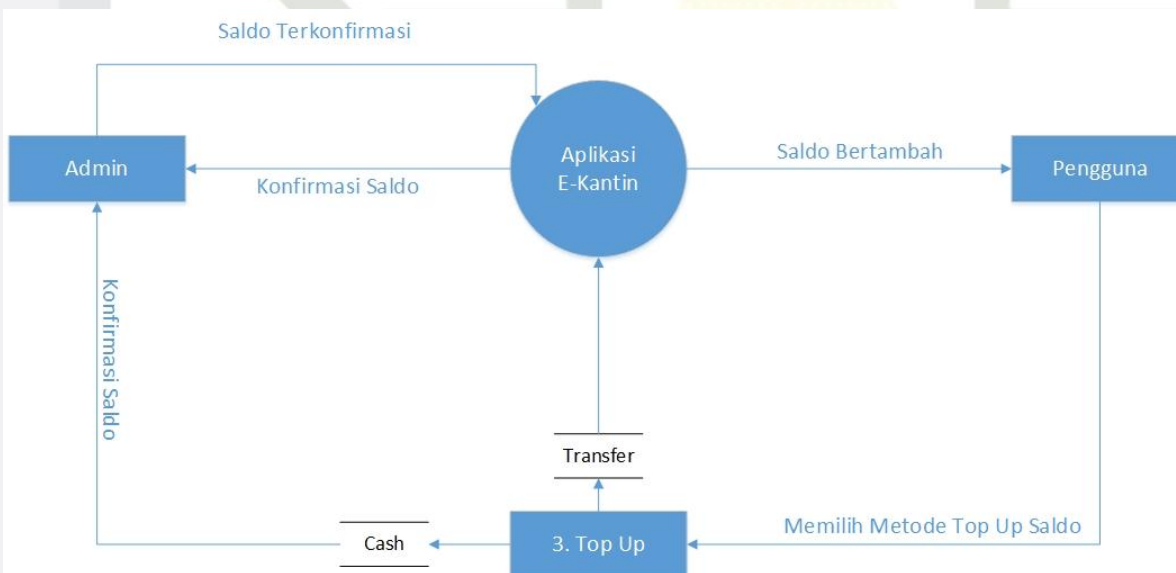 Saldo Terkonfirmasi
Admin
Konfirmasi Saldo
Aplikasi
E-Kantin
Saldo Bertambah
Pengguna
Konfirmasi Saldo
Transfer
Cash
3. Top Up
Memilih Metode Top Up Saldo